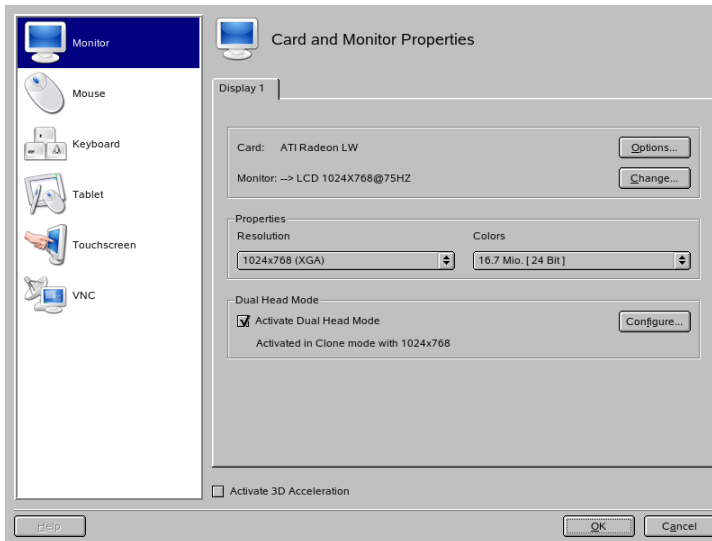 Monitor
Mouse
Keyboard
Tablet
Touchscreen
VNC
Card and Monitor Properties
Display 1
Card: ATI Radeon LW
Options...
Monitor: --> LCD 1024X768@75HZ
Change...
Properties
Resolution
Colors
1024x768 (XGA)
16.7 Mio. [ 24 Bit ]
Dual Head Mode
Activate Dual Head Mode
Configure...
Activated in Clone mode with 1024x768
Activate 3D Acceleration
Help
OK
Cancel